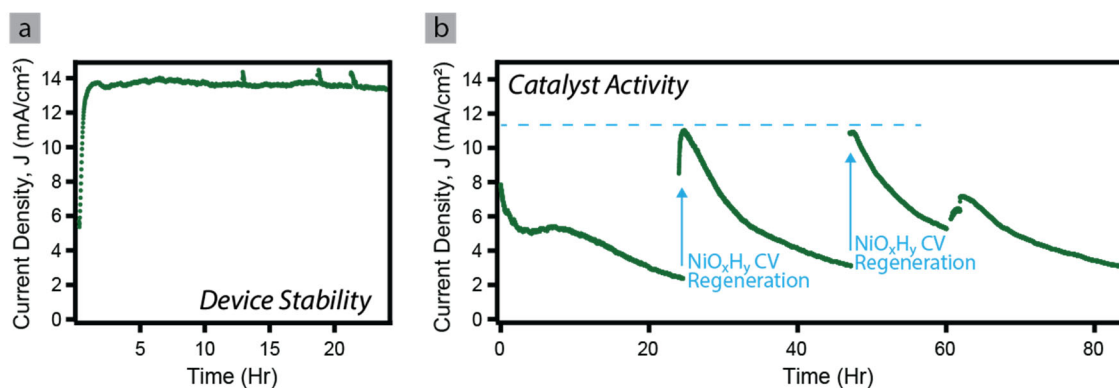 a
Current Density, J (mA/cm²)
14
12
10
8
6
4
2
0
Device Stability
5
10
15
20
Time (Hr)
b
Current Density, J (mA/cm²)
14
12
10
8
6
4
2
0
Catalyst Activity
NiOₓHᵧ CV
Regeneration
NiOₓHᵧ CV
Regeneration
0
20
40
60
80
Time (Hr)